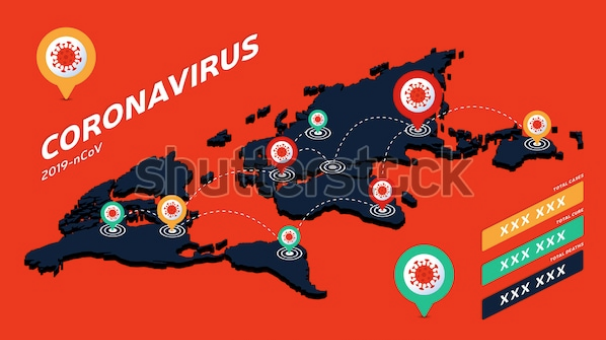 CORONAVIRUS
2019-nCoV
shutterstock
TOTAL CASES
XXX XXX
TOTAL CURE
XXX XXX
TOTAL DEATHS
XXX XXX